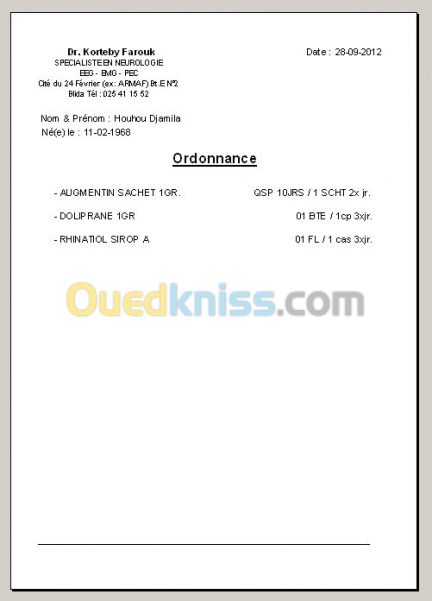 Dr. Korteby Farouk
Date : 28-09-2012
SPECIALISTE EN NEUROLOGIE
EEG - EMG - PEC
Cité du 24 Février (ex : ARMAF) Bt.E N°2
Blida Tél : 025 41 15 52
Nom & Prénom : Houhou Djamila
Né(e) le : 11-02-1968
Ordonnance
- AUGMENTIN SACHET 1GR. QSP 10JRS / 1 SCHT 2x jr.
- DOLIPRANE 1GR 01 BTE / 1cp 3xjr.
- RHINATIOL SIROP A 01 FL / 1 cas 3xjr.
Ouedkniss.com